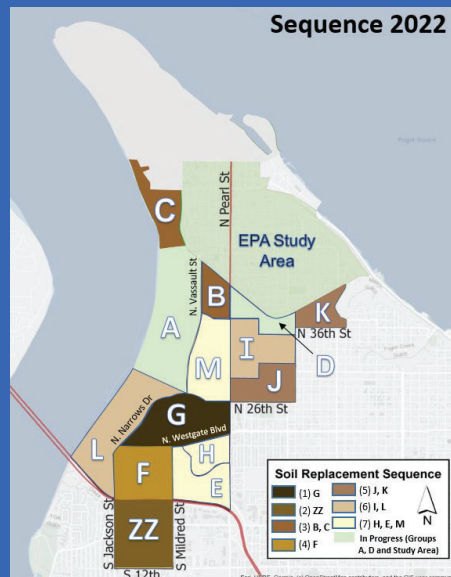 Sequence 2022
C
N Pearl St
EPA Study
Area
N. Vassault St
B
K
A
N 36th St
I
D
M
J
N 26th St
N. Narrows Dr
G
L
N. Westgate Blvd
H
F
E
S Jackson St
ZZ
S Mildred St
S 12th
Soil Replacement Sequence
(1) G
(2) ZZ
(3) B, C
(4) F
(5) J, K
(6) I, L
(7) H, E, M
In Progress (Groups
A, D and Study Area)
N